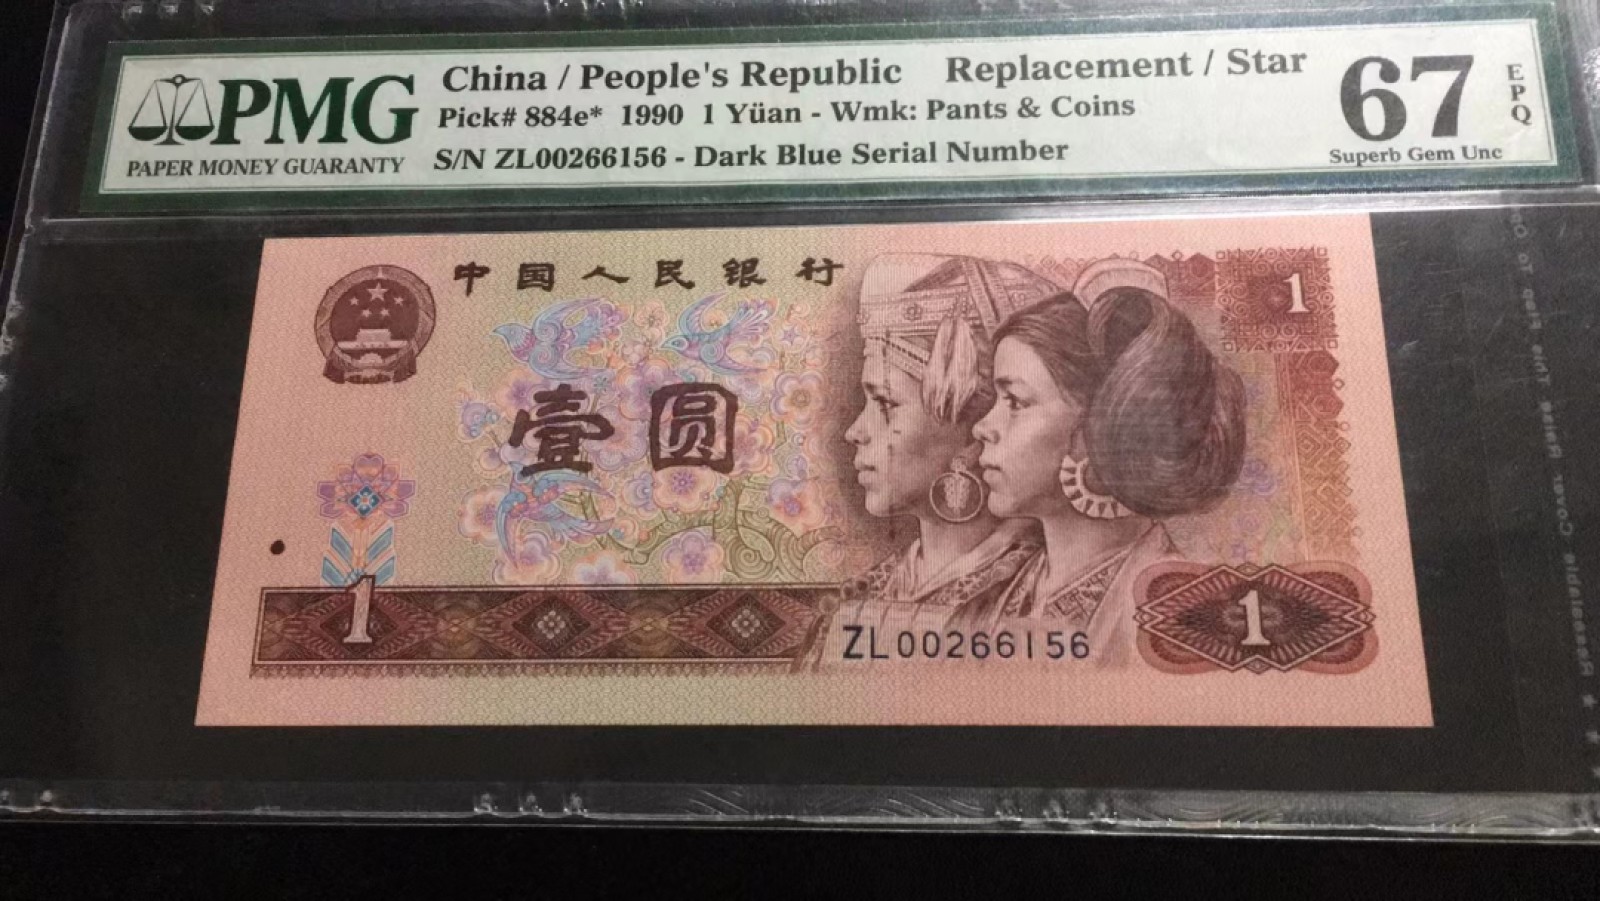 PMG
PAPER MONEY GUARANTY
China / People's Republic Replacement / Star
Pick# 884e* 1990 1 Yüan - Wmk: Pants & Coins
S/N ZL00266156 - Dark Blue Serial Number
67
EPQ
Superb Gem Unc
中国人民银行
1
壹圆
1
ZL00266156
1